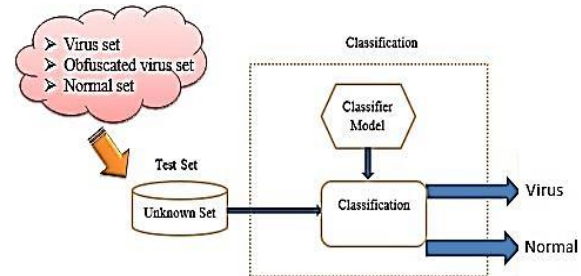 Virus set
Obfuscated virus set
Normal set
Classification
Classifier
Model
Test Set
Unknown Set
Classification
Virus
Normal